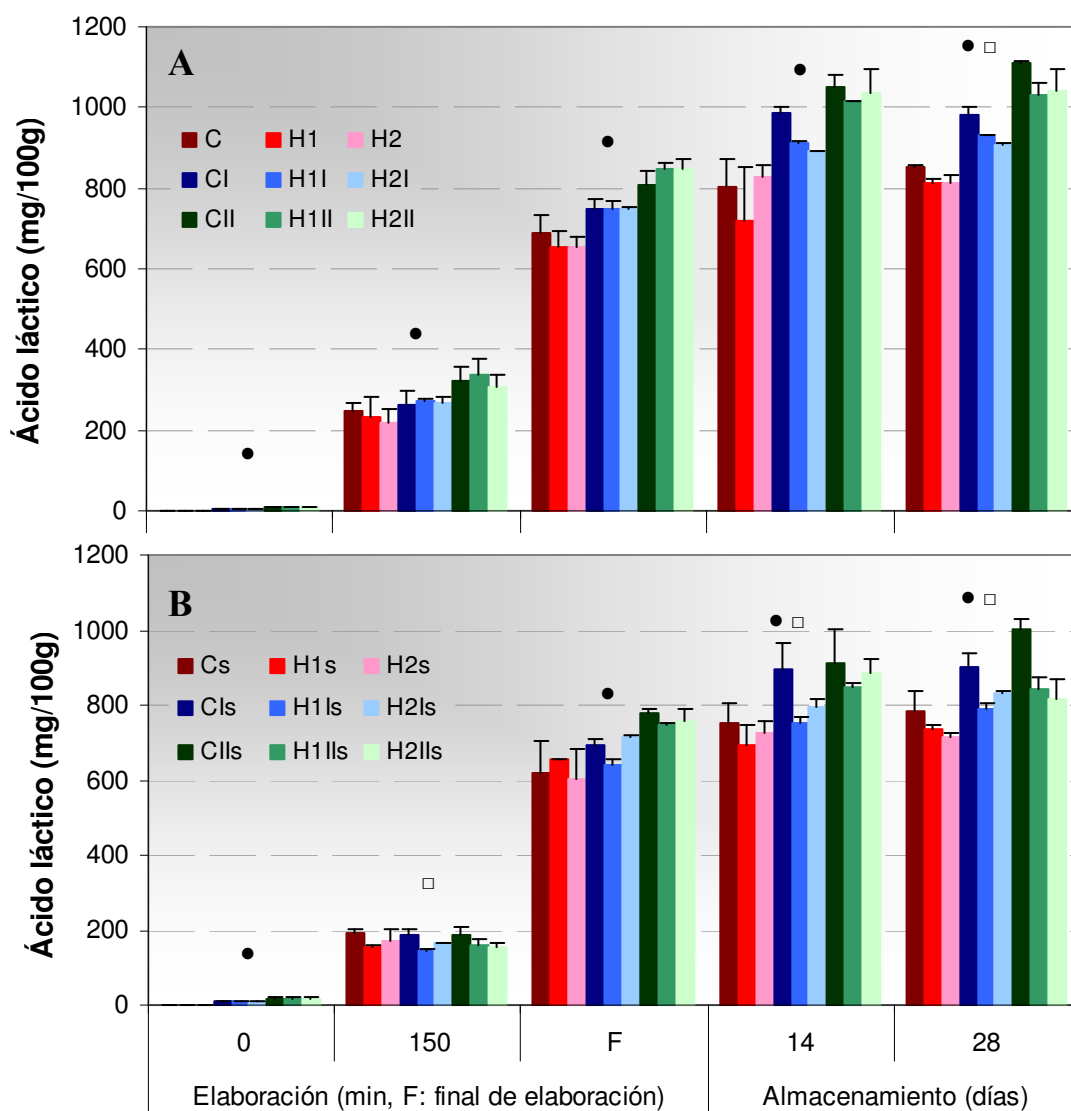 1200
A
1000
C H1 H2
CI H1I H2I
CII H1II H2II
800
600
400
200
0
Ácido láctico (mg/100g)
1200
B
1000
Cs H1s H2s
CIs H1Is H2Is
CIIs H1IIs H2IIs
800
600
400
200
0
Ácido láctico (mg/100g)
0 150 F 14 28
Elaboración (min, F: final de elaboración) Almacenamiento (días)